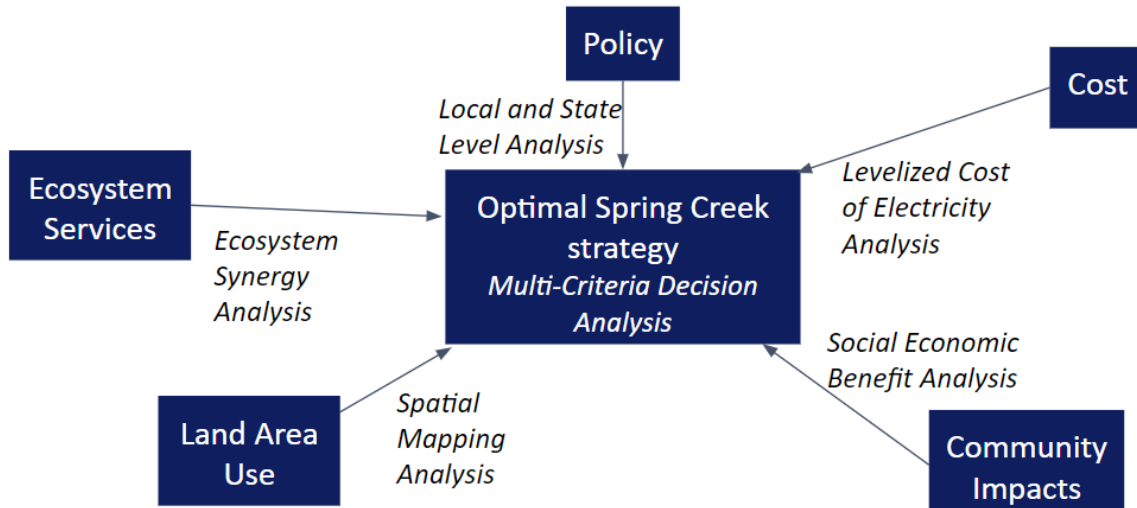 Policy
Cost
Local and State
Level Analysis
Ecosystem
Services
Optimal Spring Creek
strategy
Multi-Criteria Decision
Analysis
Levelized Cost
of Electricity
Analysis
Ecosystem
Synergy
Analysis
Social Economic
Benefit Analysis
Land Area
Use
Spatial
Mapping
Analysis
Community
Impacts